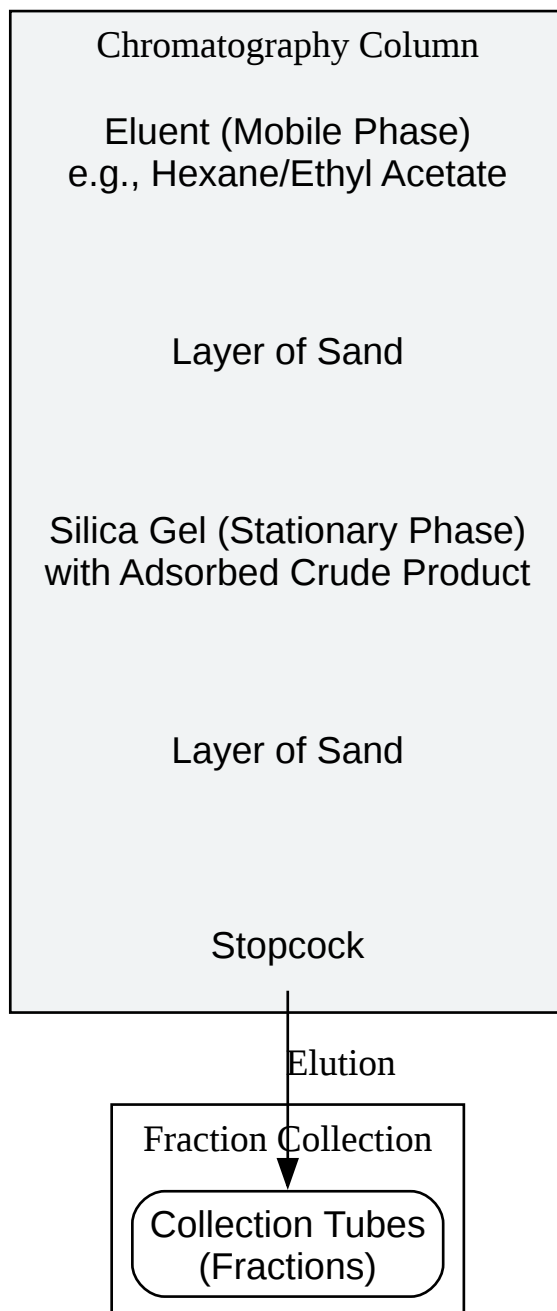 Chromatography Column
Eluent (Mobile Phase)
e.g., Hexane/Ethyl Acetate
Layer of Sand
Silica Gel (Stationary Phase)
with Adsorbed Crude Product
Layer of Sand
Stopcock
Elution
Fraction Collection
Collection Tubes
(Fractions)